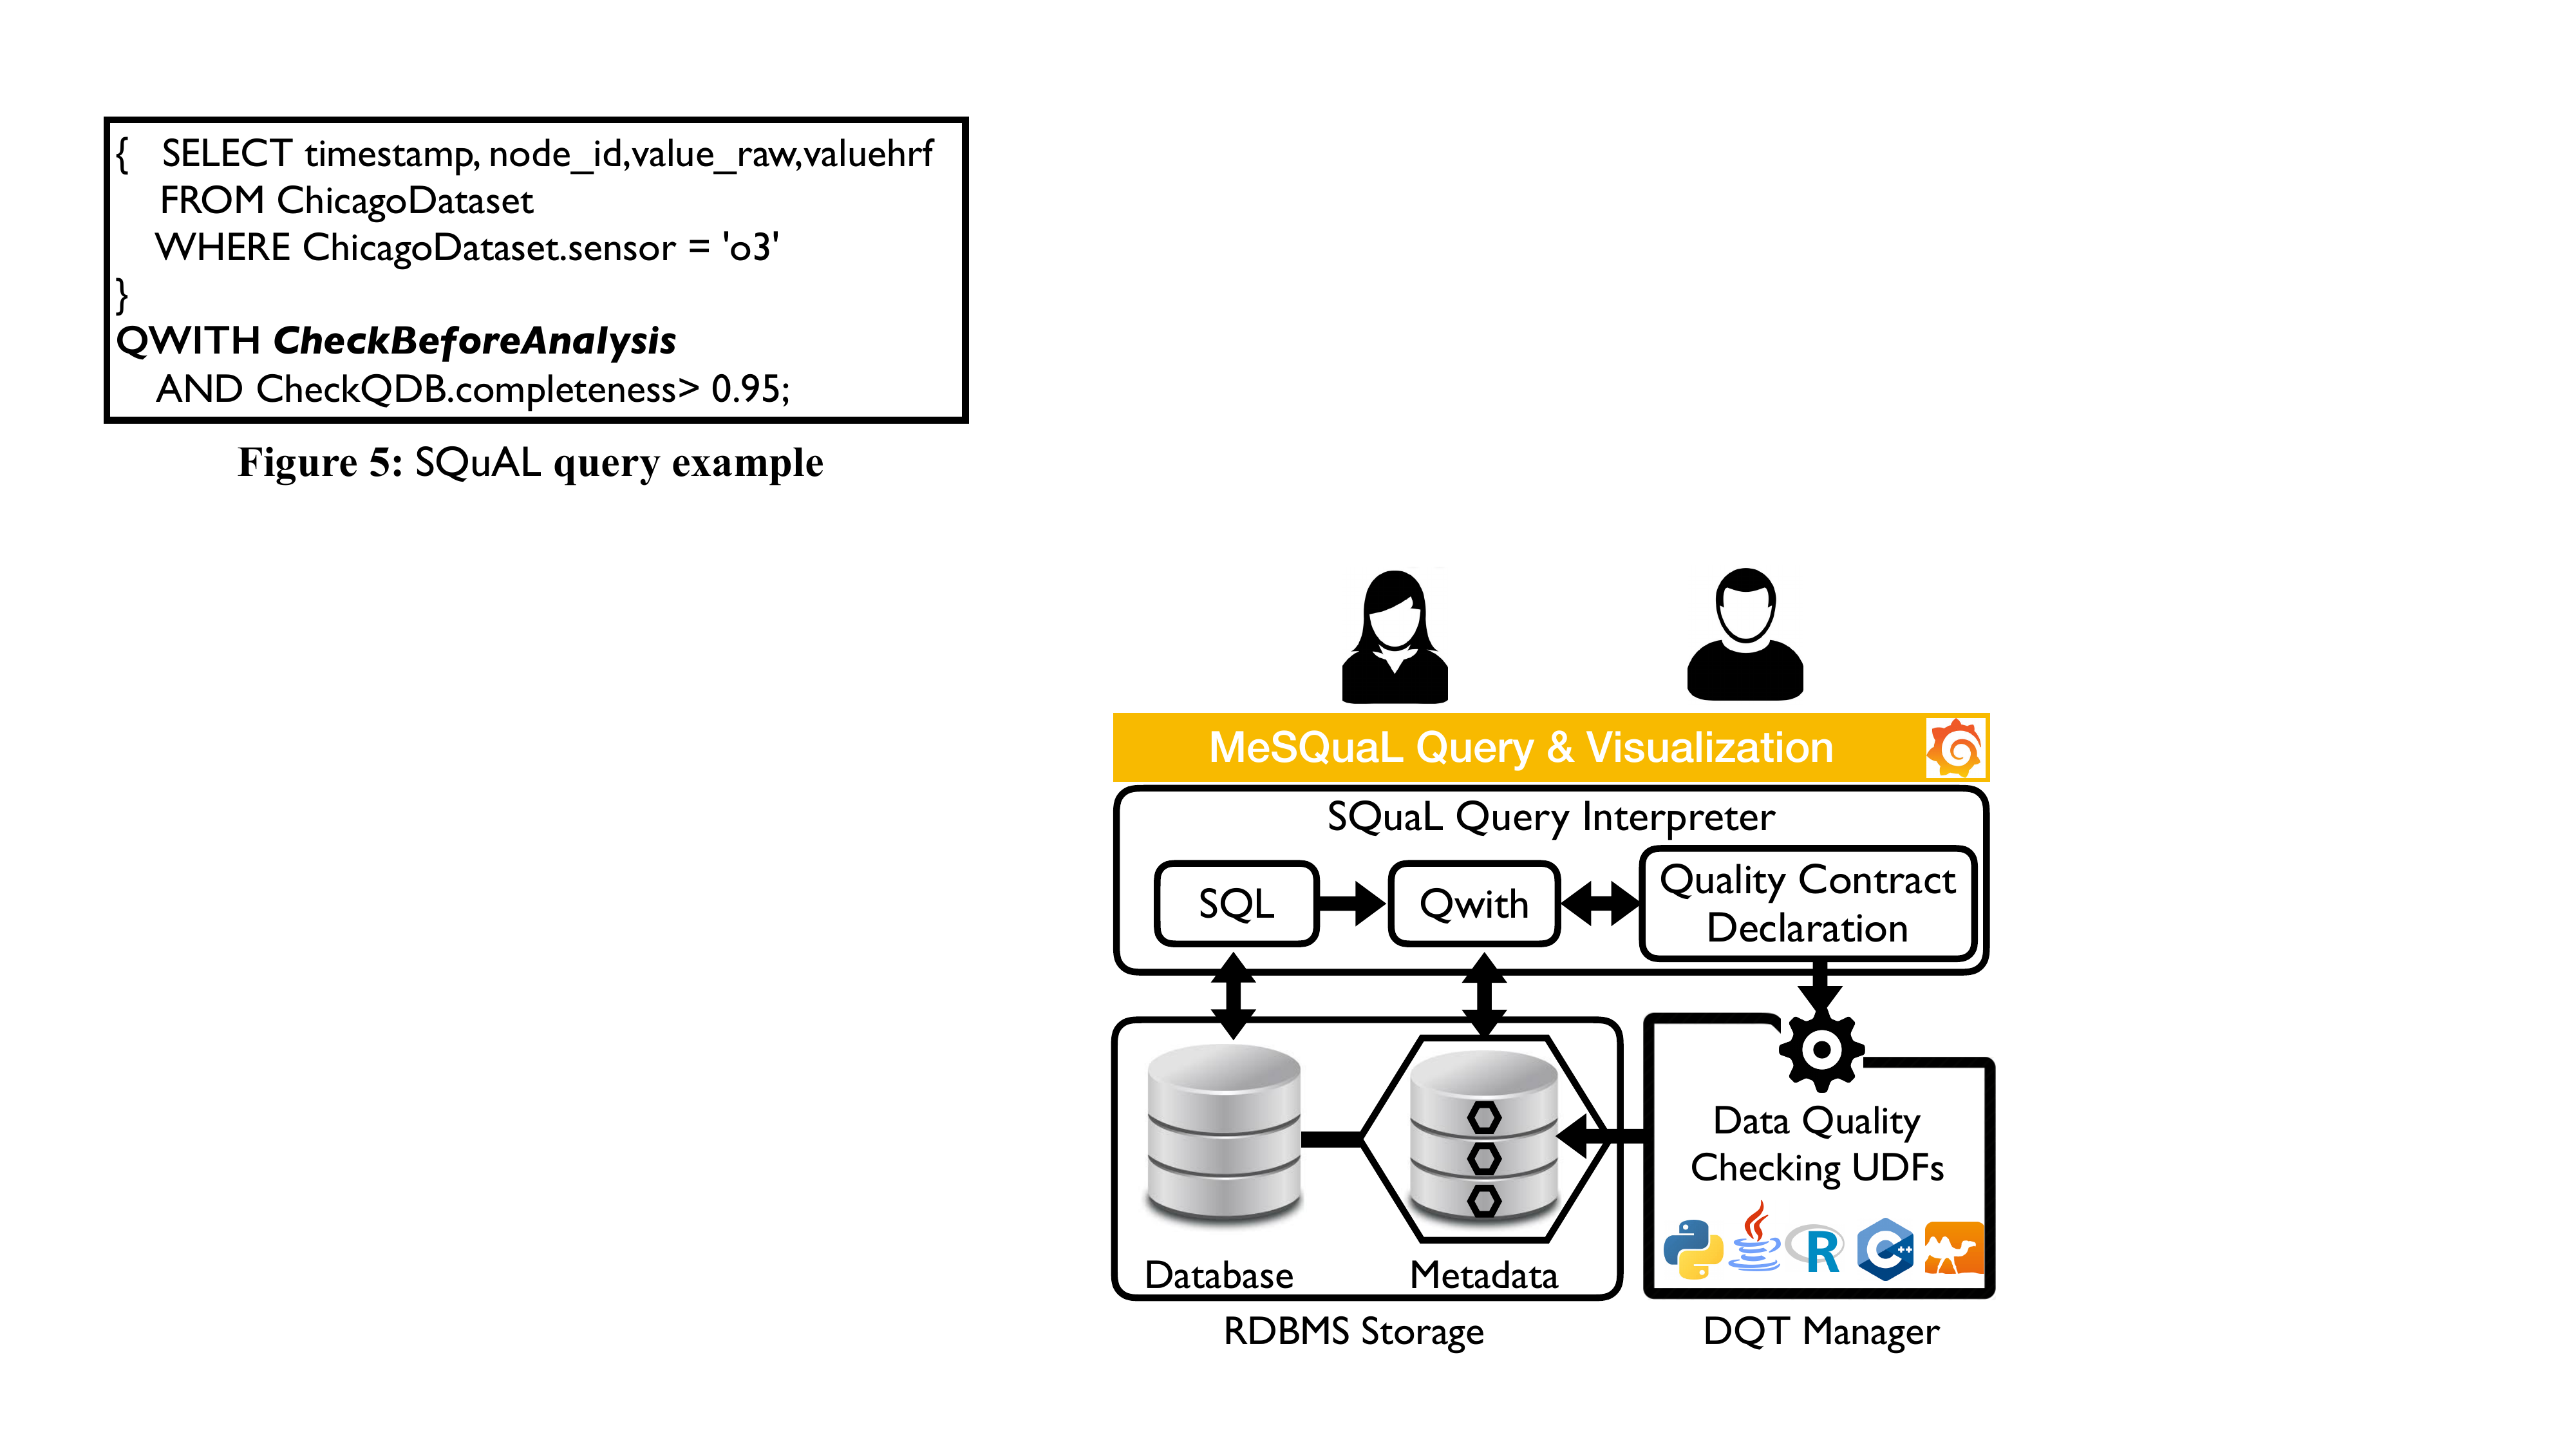 { SELECT timestamp, node_id,value_raw,valuehrf
FROM ChicagoDataset
WHERE ChicagoDataset.sensor = 'o3'
}
QWITH CheckBeforeAnalysis
AND CheckQDB.completeness> 0.95;
Figure 5: SQuAL query example
MeSQuaL Query & Visualization
SQuaL Query Interpreter
SQL
Qwith
Quality Contract
Declaration
Data Quality
Checking UDFs
R
C++
Database
Metadata
RDBMS Storage
DQT Manager